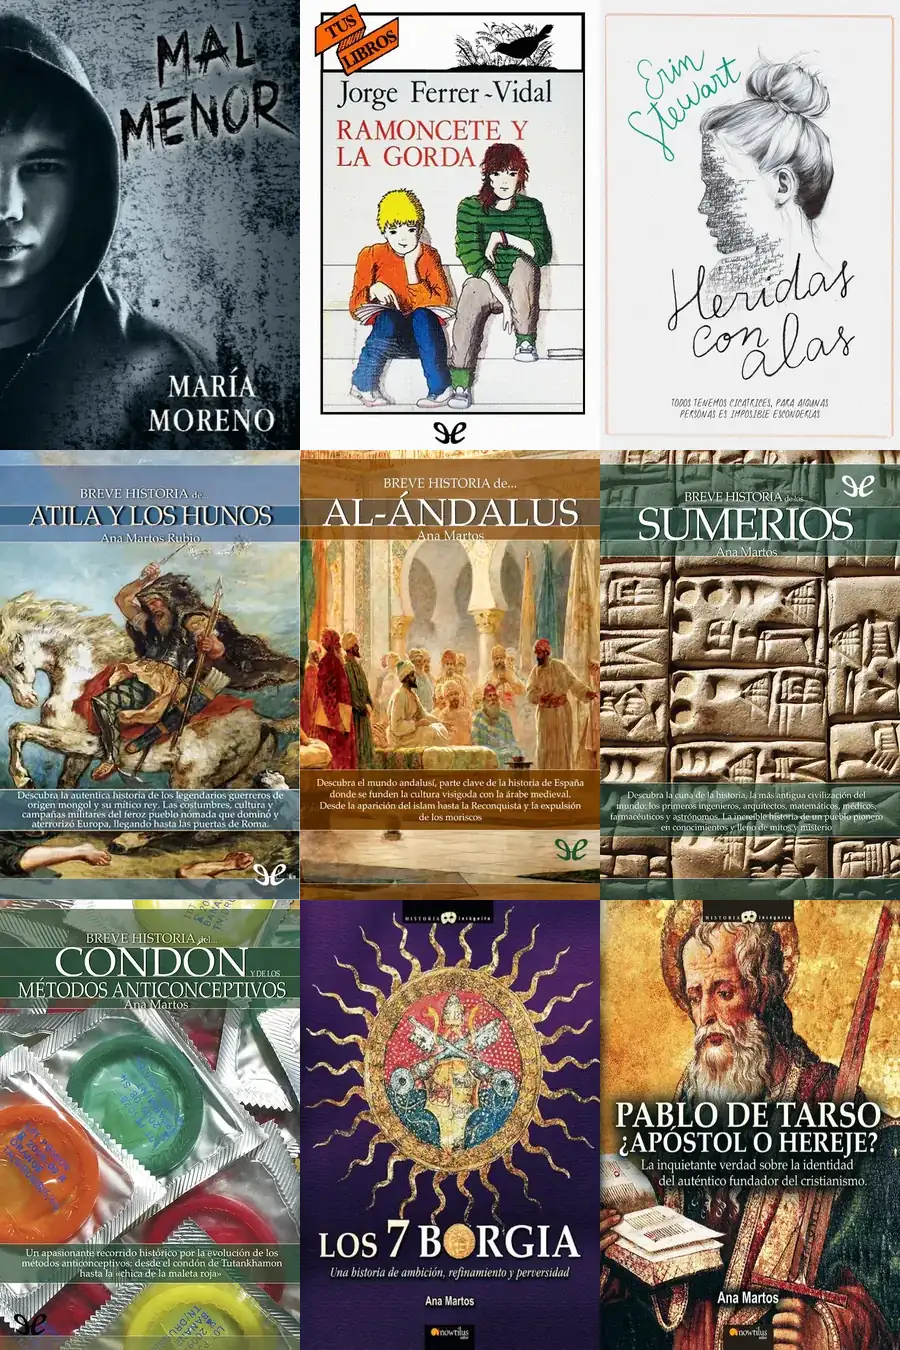 MAL
MENOR
MARÍA
MORENO
TUS
LIBROS
Jorge Ferrer-Vidal
RAMONCETE Y
LA GORDA
Erin
Stewart
Heridas
con
alas
TODOS TENEMOS CICATRICES, PARA ALGUNAS
PERSONAS ES IMPOSIBLE ESCONDERLAS
BREVE HISTORIA de...
ATILA Y LOS HUNOS
Ana Martos Rubio
Descubra la autentica historia de los legendarios guerreros de
origen mongol y su mítico rey. Las costumbres, cultura y
campañas militares del feroz pueblo nómada que dominó y
aterrorizó Europa, llegando hasta las puertas de Roma.
BREVE HISTORIA de...
AL-ÁNDALUS
Ana Martos
Descubra el mundo andalusí, parte clave de la historia de España
donde se funden la cultura visigoda con la árabe medieval.
Desde la aparición del islam hasta la Reconquista y la expulsión
de los moriscos
BREVE HISTORIA de los...
SUMERIOS
Ana Martos
Descubra la cuna de la historia, la más antigua civilización del
mundo: los primeros ingenieros, arquitectos, matemáticos, médicos,
farmacéuticos y astrónomos. La increíble historia de un pueblo pionero
en conocimientos y lleno de mitos y misterio
BREVE HISTORIA del...
CONDON Y DE LOS
MÉTODOS ANTICONCEPTIVOS
Ana Martos
Un apasionante recorrido histórico por la evolución de los
métodos anticonceptivos: desde el condón de Tutankhamon
hasta la «chica de la maleta roja»
HISTORIA Incógnita
LOS 7 BORGIA
Una historia de ambición, refinamiento y perversidad
Ana Martos
nowtilus
saber
HISTORIA Incógnita
PABLO DE TARSO
¿APÓSTOL O HEREJE?
La inquietante verdad sobre la identidad
del auténtico fundador del cristianismo.
Ana Martos
nowtilus
saber